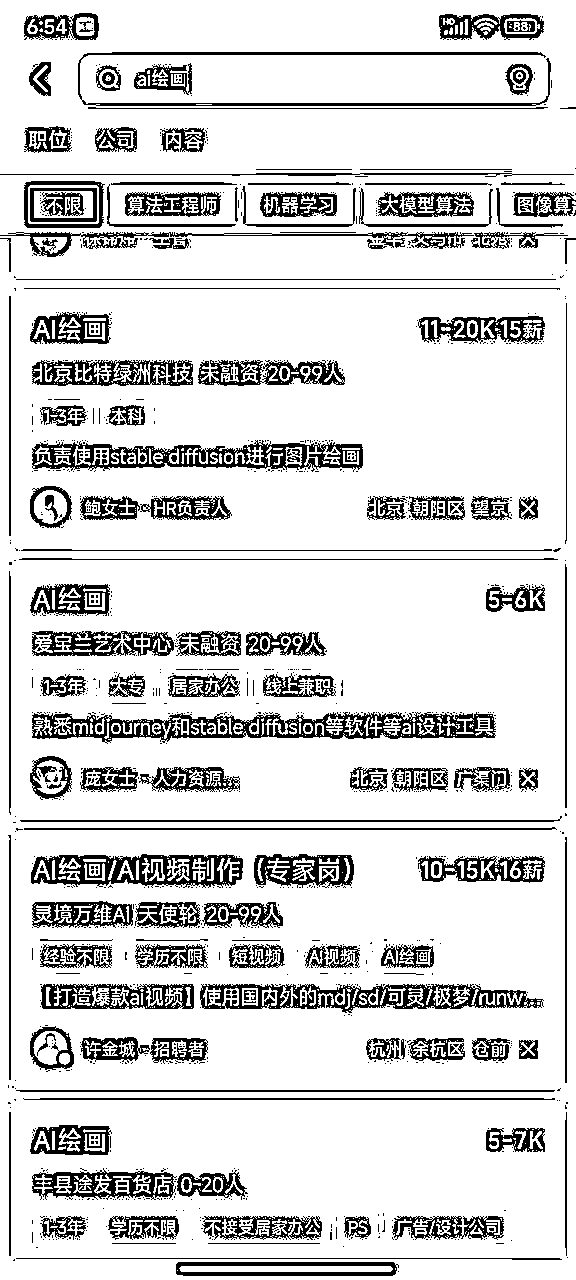 6:54 88
ai绘画
职位 公司 内容
不限 算法工程师 机器学习 大模型算法 图像算
AI绘画 11-20K·15薪
北京比特绿洲科技 未融资 20-99人
1-3年 本科
负责使用stable diffusion进行图片绘画
鲍女士·HR负责人 北京 朝阳区 望京
AI绘画 5-6K
爱宝兰艺术中心 未融资 20-99人
1-3年 大专 居家办公 线上兼职
熟悉midjourney和stable diffusion等软件等ai设计工具
庞女士·人力资源... 北京 朝阳区 广渠门
AI绘画/AI视频制作（专家岗） 10-15K·16薪
灵境万维AI 天使轮 20-99人
经验不限 学历不限 短视频 AI视频 AI绘画
【打造爆款ai视频】使用国内外的mdj/sd/可灵/极梦/runw...
许金城·招聘者 杭州 余杭区 仓前
AI绘画 5-7K
丰县途发百货店 0-20人
1-3年 学历不限 不接受居家办公 PS 广告/设计公司